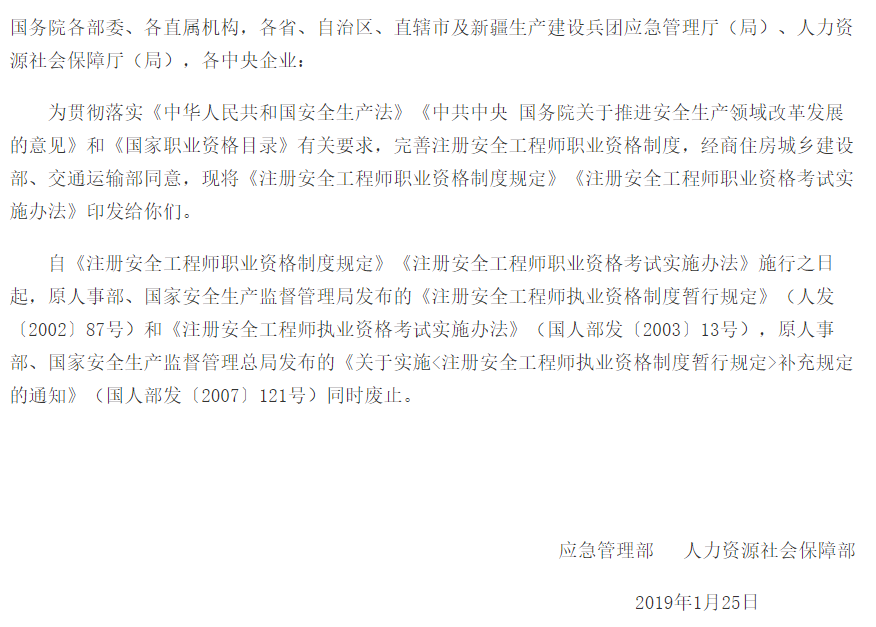 国务院各部委、各直属机构，各省、自治区、直辖市及新疆生产建设兵团应急管理厅（局）、人力资
源社会保障厅（局），各中央企业：
为贯彻落实《中华人民共和国安全生产法》《中共中央 国务院关于推进安全生产领域改革发展
的意见》和《国家职业资格目录》有关要求，完善注册安全工程师职业资格制度，经商住房城乡建设
部、交通运输部同意，现将《注册安全工程师职业资格制度规定》《注册安全工程师职业资格考试实
施办法》印发给你们。
自《注册安全工程师职业资格制度规定》《注册安全工程师职业资格考试实施办法》施行之日
起，原人事部、国家安全生产监督管理局发布的《注册安全工程师执业资格制度暂行规定》（人发
〔2002〕87号）和《注册安全工程师执业资格考试实施办法》（国人部发〔2003〕13号），原人事
部、国家安全生产监督管理总局发布的《关于实施<注册安全工程师执业资格制度暂行规定>补充规定
的通知》（国人部发〔2007〕121号）同时废止。
应急管理部 人力资源社会保障部
2019年1月25日